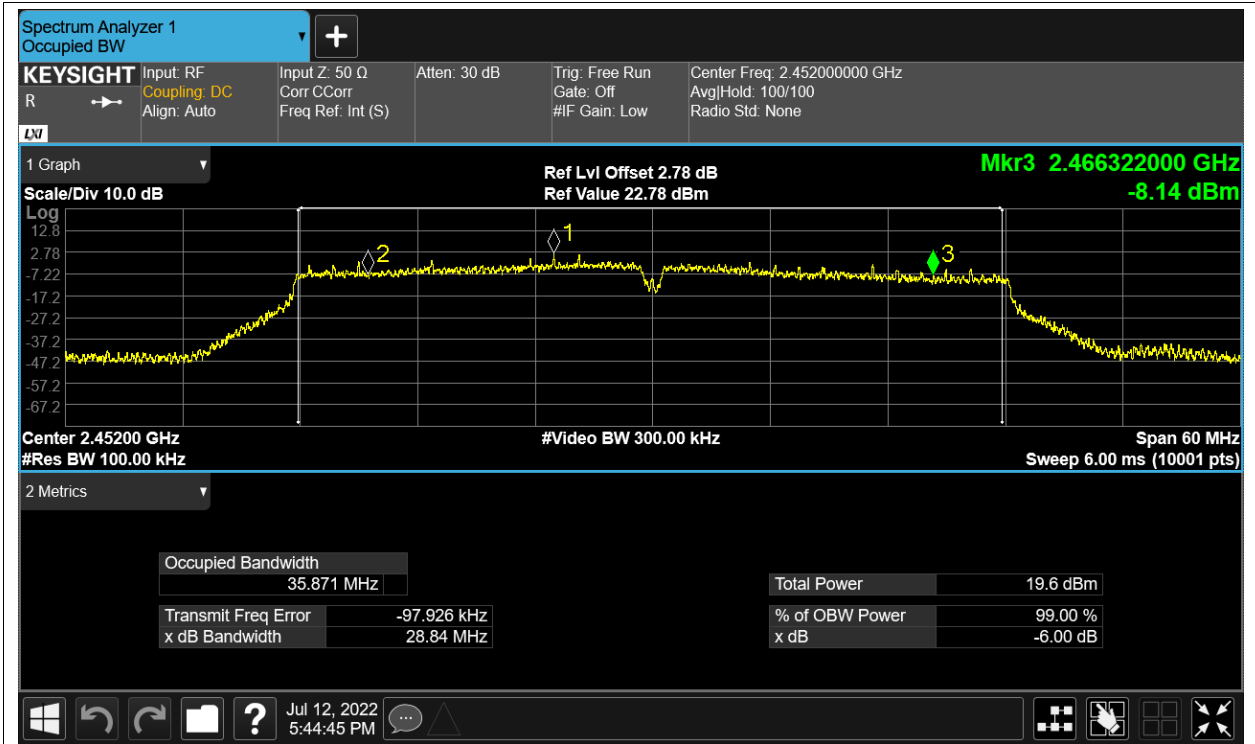 Spectrum Analyzer 1
Occupied BW
▼
+
KEYSIGHT Input: RF Input Z: 50 Ω Atten: 30 dB Trig: Free Run Center Freq: 2.452000000 GHz
R Coupling: DC Corr CCorr Gate: Off Avg|Hold: 100/100
Align: Auto Freq Ref: Int (S) #IF Gain: Low Radio Std: None
LXI
1 Graph ▼ Ref Lvl Offset 2.78 dB Mkr3 2.466322000 GHz
Scale/Div 10.0 dB Ref Value 22.78 dBm -8.14 dBm
Log
12.8
2.78
-7.22
-17.2
-27.2
-37.2
-47.2
-57.2
-67.2
2
1
3
Center 2.45200 GHz #Video BW 300.00 kHz Span 60 MHz
#Res BW 100.00 kHz Sweep 6.00 ms (10001 pts)
2 Metrics ▼
Occupied Bandwidth
35.871 MHz Total Power 19.6 dBm
Transmit Freq Error -97.926 kHz % of OBW Power 99.00 %
x dB Bandwidth 28.84 MHz x dB -6.00 dB
? Jul 12, 2022
5:44:45 PM